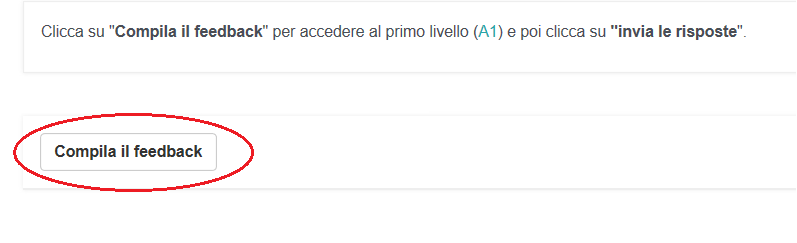 Clicca su "Compila il feedback" per accedere al primo livello (A1) e poi clicca su "invia le risposte".
Compila il feedback